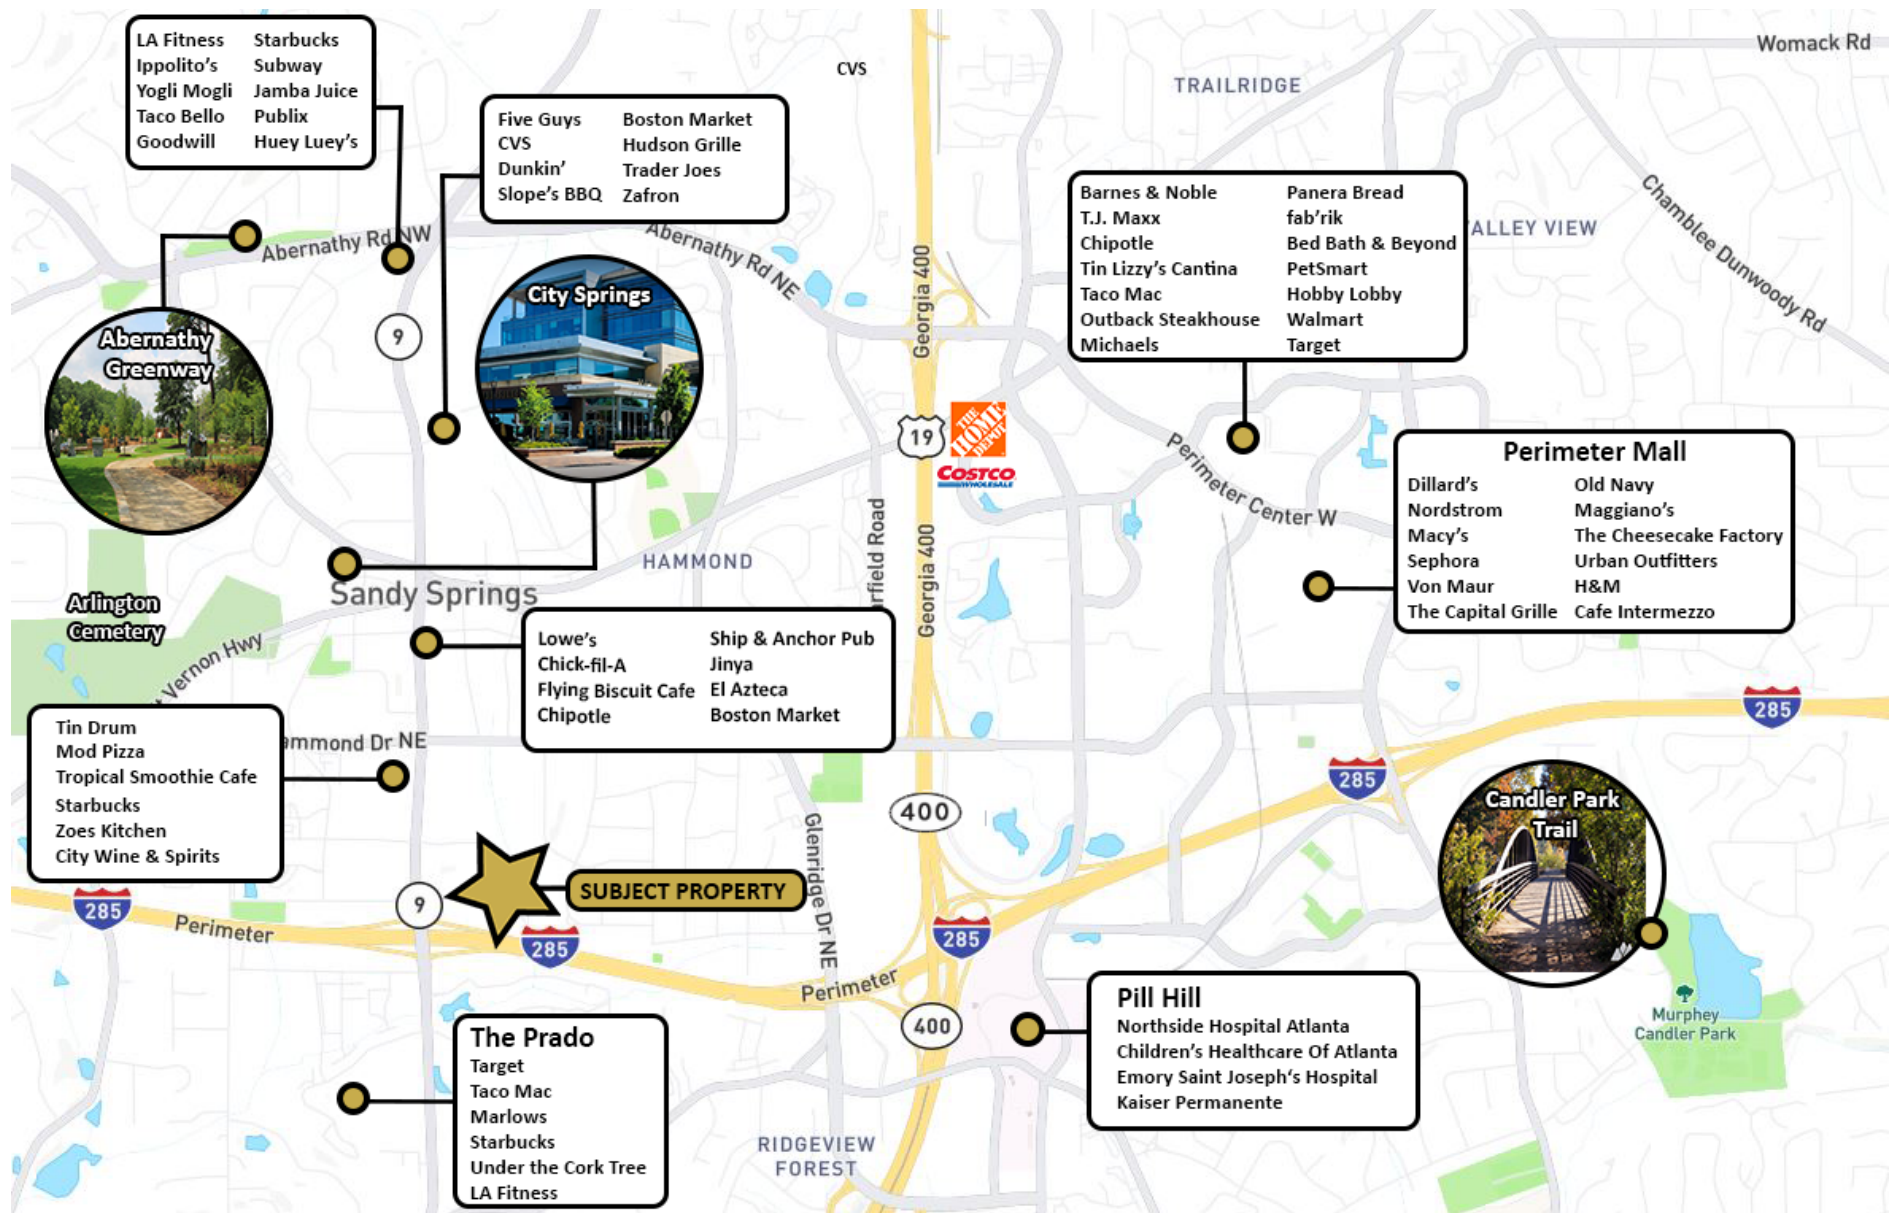 LA Fitness
Ippolito's
Yogli Mogli
Taco Bello
Goodwill
Starbucks
Subway
Jamba Juice
Publix
Huey Luey's
CVS
Womack Rd
TRAILRIDGE
Five Guys
CVS
Dunkin'
Slope's BBQ
Boston Market
Hudson Grille
Trader Joes
Zafron
Barnes & Noble
T.J. Maxx
Chipotle
Tin Lizzy's Cantina
Taco Mac
Outback Steakhouse
Michaels
Panera Bread
fab'rik
Bed Bath & Beyond
PetSmart
Hobby Lobby
Walmart
Target
ALLEY VIEW
Chamblee Dunwoody Rd
Abernathy Rd NW
Abernathy Rd NE
Georgia 400
City Springs
Abernathy
Greenway
9
19
THE HOME DEPOT
COSTCO
WHOLESALE
Perimeter Center W
Perimeter Mall
Dillard's
Nordstrom
Macy's
Sephora
Von Maur
The Capital Grille
Old Navy
Maggiano's
The Cheesecake Factory
Urban Outfitters
H&M
Cafe Intermezzo
HAMMOND
arfield Road
Georgia 400
Sandy Springs
Arlington
Cemetery
t Vernon Hwy
Lowe's
Chick-fil-A
Flying Biscuit Cafe
Chipotle
Ship & Anchor Pub
Jinya
El Azteca
Boston Market
ammond Dr NE
Tin Drum
Mod Pizza
Tropical Smoothie Cafe
Starbucks
Zoes Kitchen
City Wine & Spirits
285
285
400
Candler Park
Trail
Glenridge Dr NE
SUBJECT PROPERTY
9
285
285
285
Perimeter
Perimeter
400
The Prado
Target
Taco Mac
Marlows
Starbucks
Under the Cork Tree
LA Fitness
Pill Hill
Northside Hospital Atlanta
Children's Healthcare Of Atlanta
Emory Saint Joseph's Hospital
Kaiser Permanente
Murphey
Candler Park
RIDGEVIEW
FOREST